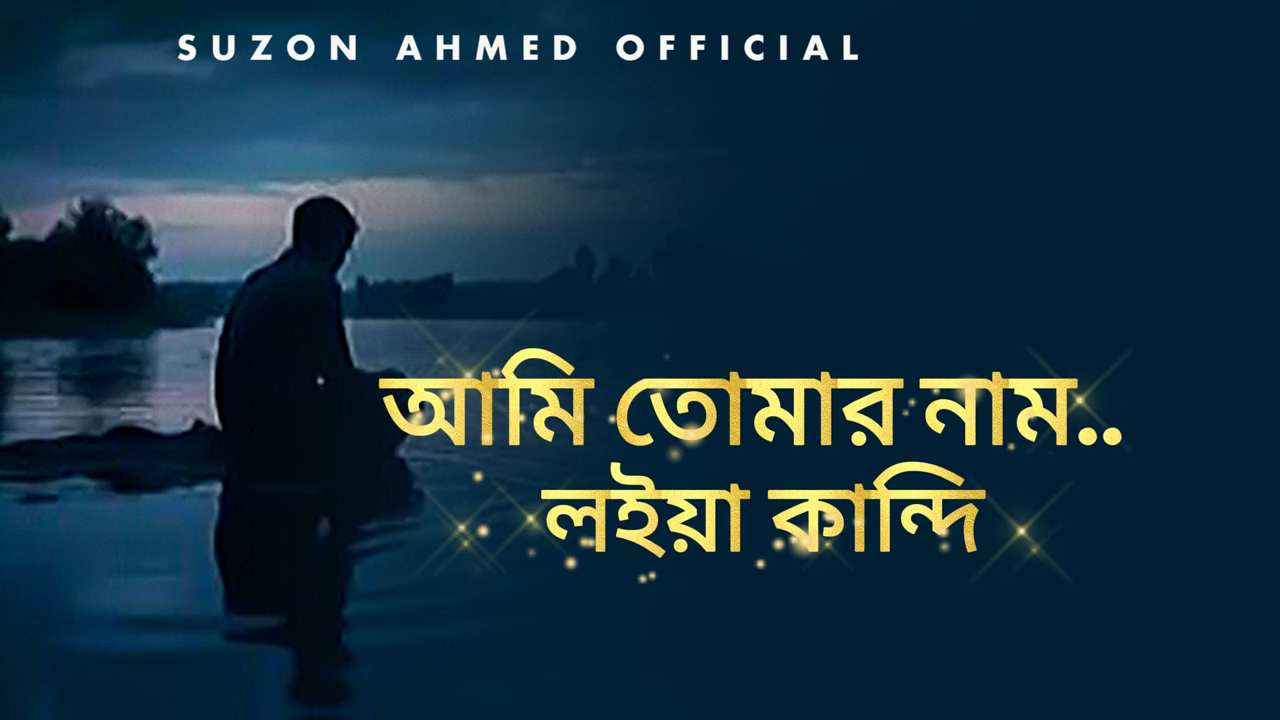 SUZON AHMED OFFICIAL
আমি তোমার নাম..
লইয়া কান্দি